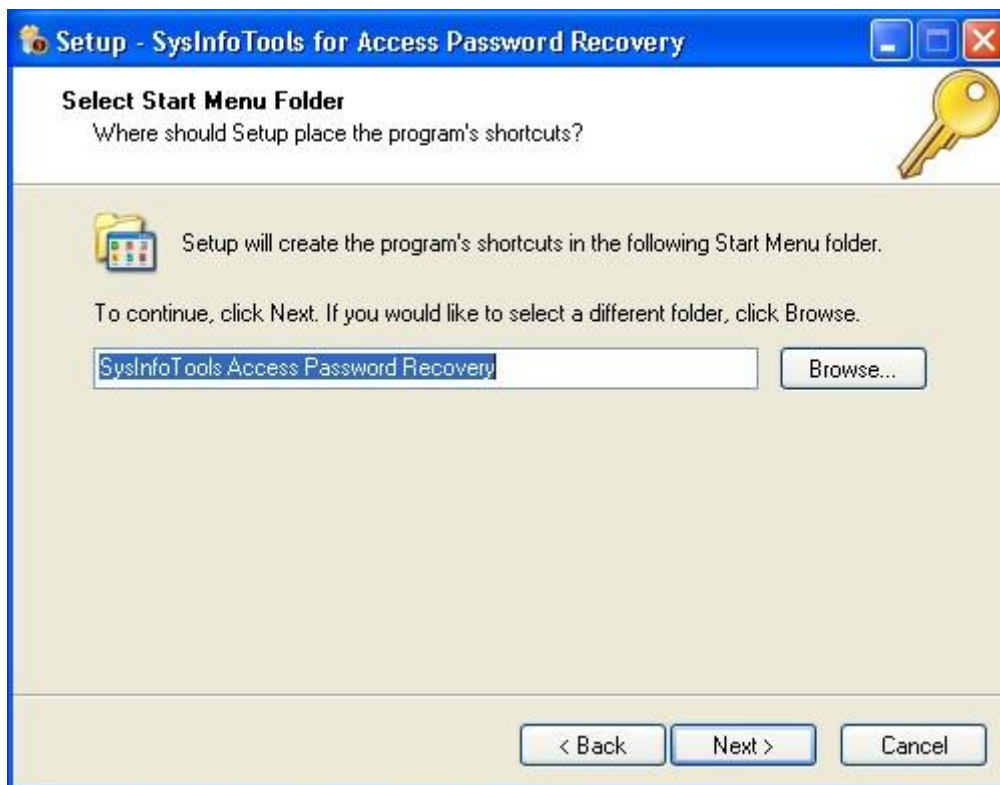 Setup - SysInfoTools for Access Password Recovery
Select Start Menu Folder
Where should Setup place the program's shortcuts?
Setup will create the program's shortcuts in the following Start Menu folder.
To continue, click Next. If you would like to select a different folder, click Browse.
SysInfoTools Access Password Recovery
Browse...
< Back
Next >
Cancel